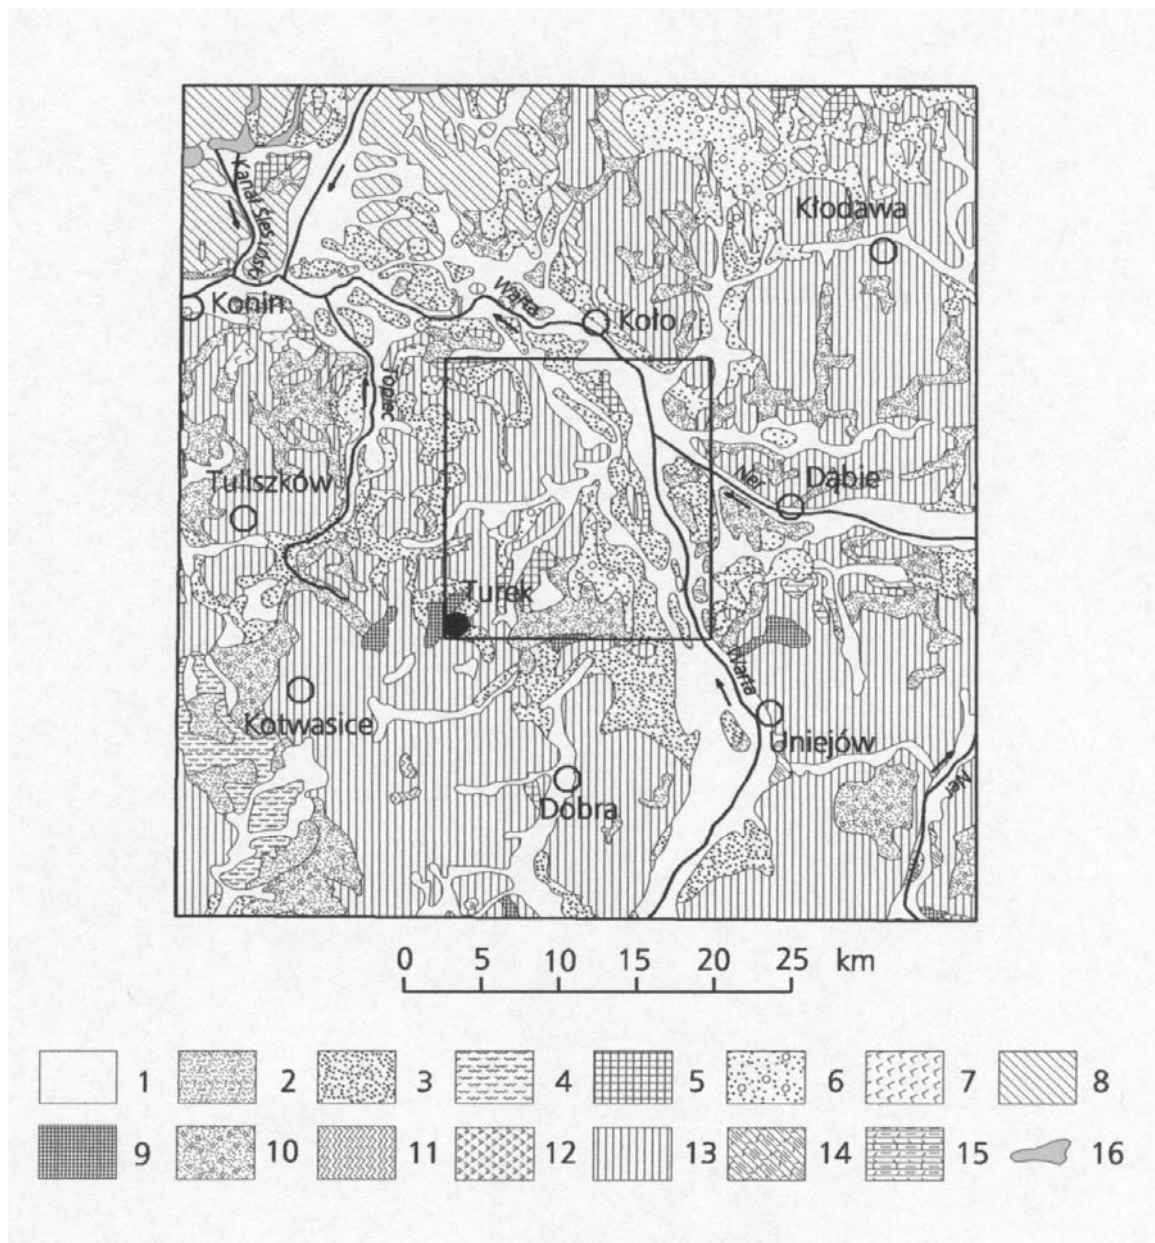 Kłodawa
Kanał Ślesiński
Konin
Warta
Koło
Topiec
Tuliszków
Ner
Dąbie
Turek
Kotwasice
Warta
Uniejów
Dobra
Ner
0 5 10 15 20 25 km
1 2 3 4 5 6 7 8
9 10 11 12 13 14 15 16